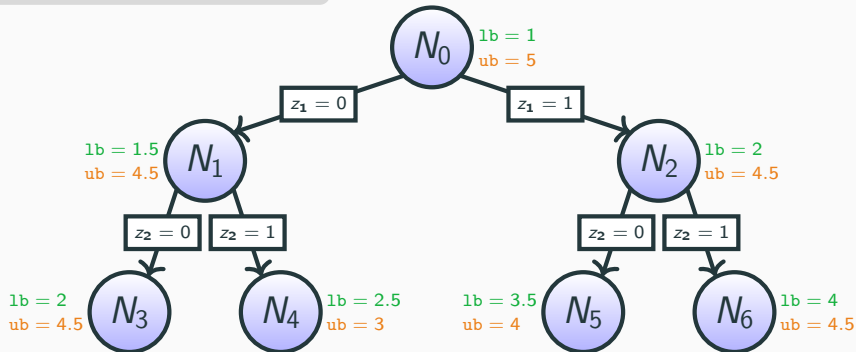 N₀
lb = 1
ub = 5
z₁ = 0
z₁ = 1
lb = 1.5
ub = 4.5
N₁
N₂
lb = 2
ub = 4.5
z₂ = 0
z₂ = 1
z₂ = 0
z₂ = 1
lb = 2
ub = 4.5
N₃
N₄
lb = 2.5
ub = 3
lb = 3.5
ub = 4
N₅
N₆
lb = 4
ub = 4.5